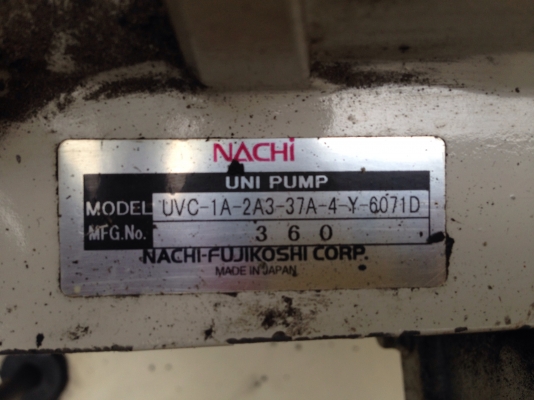 NACHi
UNI PUMP
MODEL UVC-1A-2A3-37A-4-Y-6071D
MFG.No. 360
NACHI-FUJIKOSHI CORP.
MADE IN JAPAN